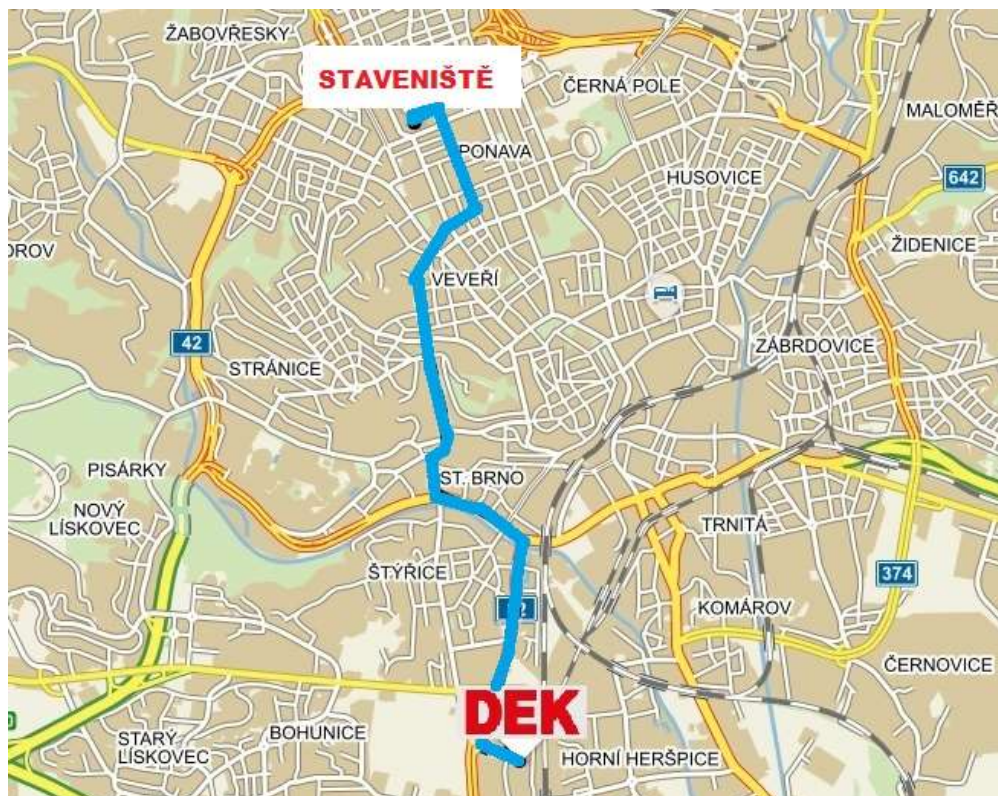 ŽABOVŘESKY
STAVENIŠTĚ
ČERNÁ POLE
MALOMĚŘ
PONAVA
HUSOVICE
642
OROV
ŽIDENICE
VEVEŘÍ
42
STRÁNICE
ZÁBRDOVICE
PISÁRKY
ST. BRNO
NOVÝ
LÍSKOVEC
TRNITÁ
ŠTÝŘICE
374
KOMÁROV
ČERNOVICE
DEK
STARÝ
LÍSKOVEC
BOHUNICE
HORNÍ HERŠPICE